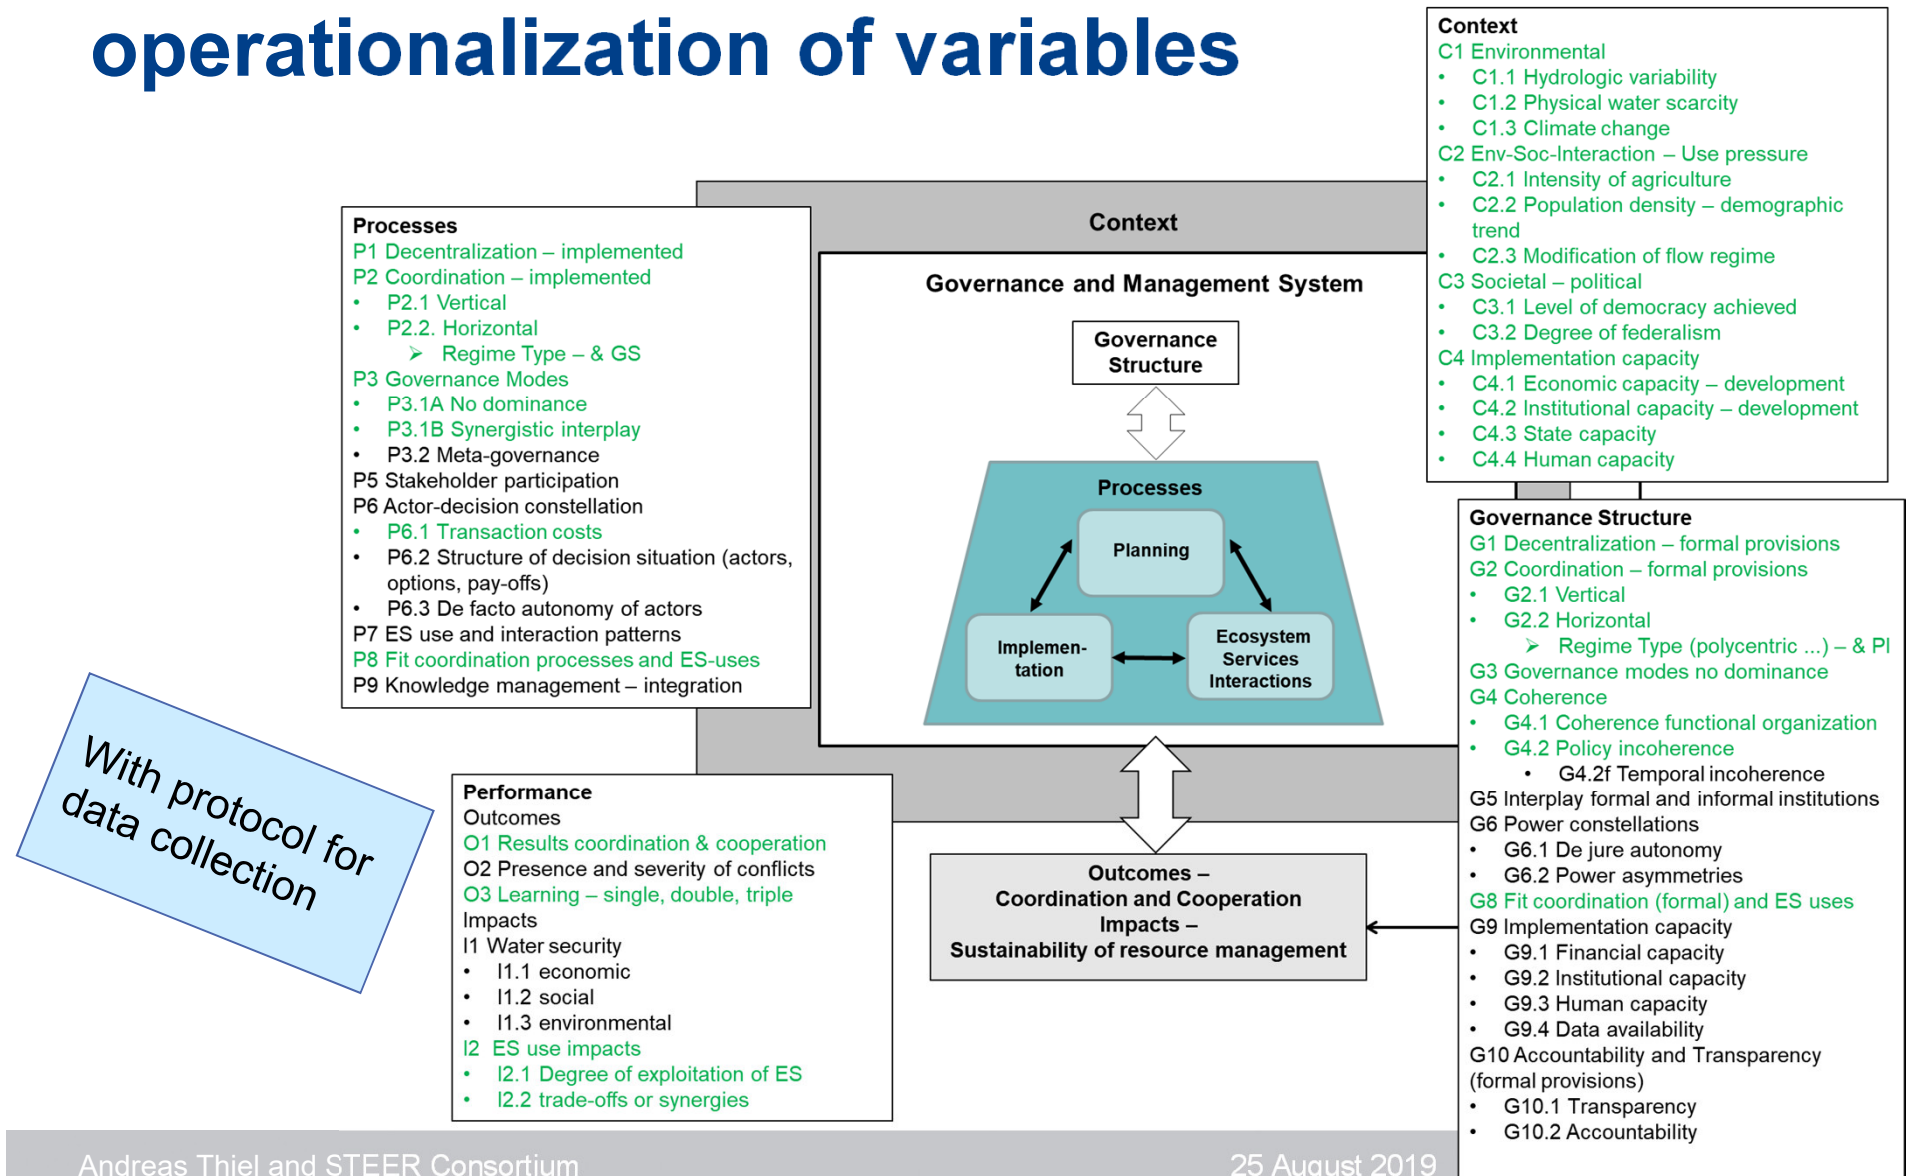 operationalization of variables
Context
C1 Environmental
• C1.1 Hydrologic variability
• C1.2 Physical water scarcity
• C1.3 Climate change
C2 Env-Soc-Interaction – Use pressure
• C2.1 Intensity of agriculture
• C2.2 Population density – demographic
trend
• C2.3 Modification of flow regime
C3 Societal – political
• C3.1 Level of democracy achieved
• C3.2 Degree of federalism
C4 Implementation capacity
• C4.1 Economic capacity – development
• C4.2 Institutional capacity – development
• C4.3 State capacity
• C4.4 Human capacity
Processes
P1 Decentralization – implemented
P2 Coordination – implemented
• P2.1 Vertical
• P2.2. Horizontal
➢ Regime Type – & GS
P3 Governance Modes
• P3.1A No dominance
• P3.1B Synergistic interplay
• P3.2 Meta-governance
P5 Stakeholder participation
P6 Actor-decision constellation
• P6.1 Transaction costs
• P6.2 Structure of decision situation (actors,
options, pay-offs)
• P6.3 De facto autonomy of actors
P7 ES use and interaction patterns
P8 Fit coordination processes and ES-uses
P9 Knowledge management – integration
Context
Governance and Management System
Governance
Structure
Processes
Planning
Implemen-
tation
Ecosystem
Services
Interactions
Governance Structure
G1 Decentralization – formal provisions
G2 Coordination – formal provisions
• G2.1 Vertical
• G2.2 Horizontal
➢ Regime Type (polycentric ...) – & PI
G3 Governance modes no dominance
G4 Coherence
• G4.1 Coherence functional organization
• G4.2 Policy incoherence
• G4.2f Temporal incoherence
G5 Interplay formal and informal institutions
G6 Power constellations
• G6.1 De jure autonomy
• G6.2 Power asymmetries
G8 Fit coordination (formal) and ES uses
G9 Implementation capacity
• G9.1 Financial capacity
• G9.2 Institutional capacity
• G9.3 Human capacity
• G9.4 Data availability
G10 Accountability and Transparency
(formal provisions)
• G10.1 Transparency
• G10.2 Accountability
With protocol for
data collection
Performance
Outcomes
O1 Results coordination & cooperation
O2 Presence and severity of conflicts
O3 Learning – single, double, triple
Impacts
I1 Water security
• I1.1 economic
• I1.2 social
• I1.3 environmental
I2 ES use impacts
• I2.1 Degree of exploitation of ES
• I2.2 trade-offs or synergies
Outcomes –
Coordination and Cooperation
Impacts –
Sustainability of resource management
Andreas Thiel and STEER Consortium
25 August 2019